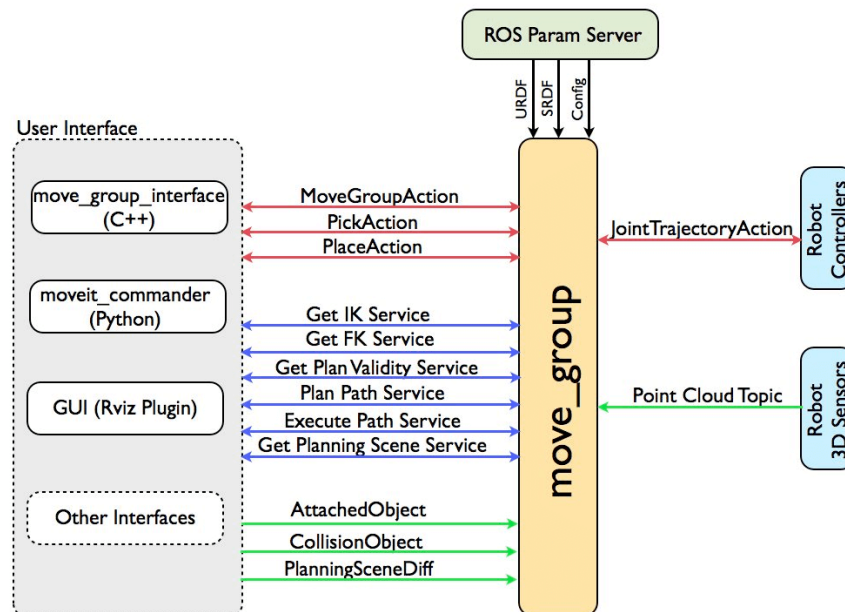 ROS Param Server
URDF
SRDF
Config
User Interface
move_group_interface
(C++)
moveit_commander
(Python)
GUI (Rviz Plugin)
Other Interfaces
MoveGroupAction
PickAction
PlaceAction
Get IK Service
Get FK Service
Get Plan Validity Service
Plan Path Service
Execute Path Service
Get Planning Scene Service
AttachedObject
CollisionObject
PlanningSceneDiff
move_group
JointTrajectoryAction
Robot
Controllers
Point Cloud Topic
Robot
3D Sensors